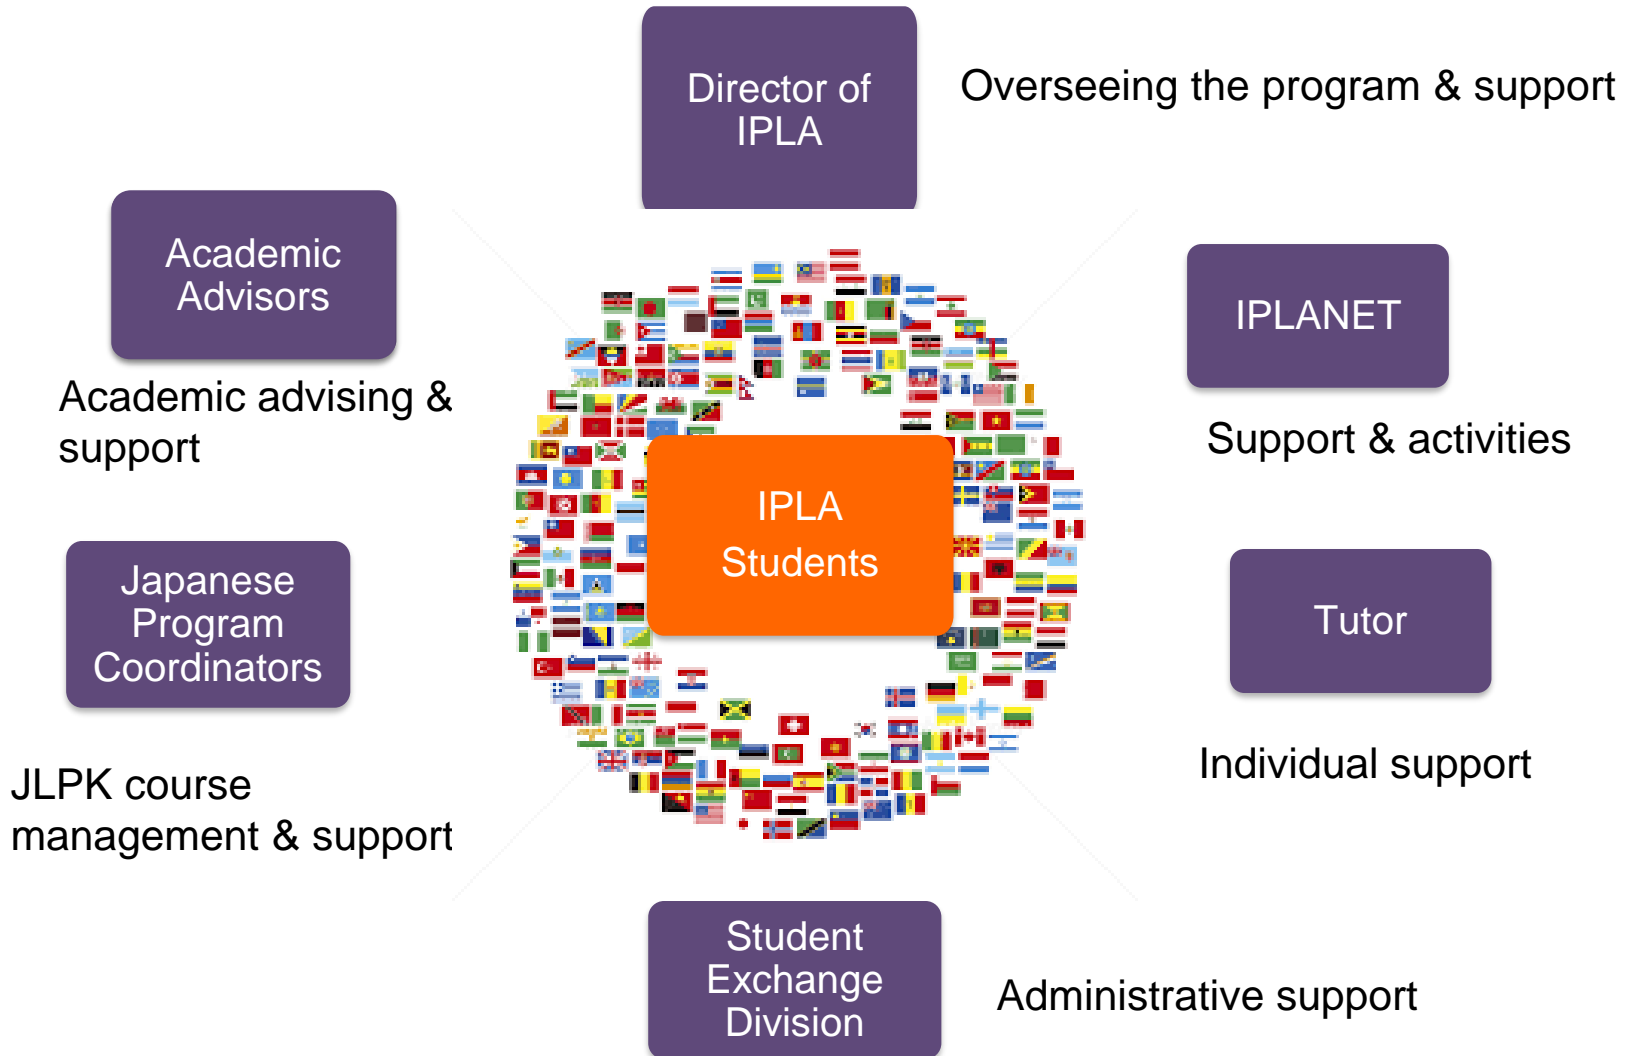 Director of
IPLA
Overseeing the program & support
Academic
Advisors
Academic advising &
support
IPLANET
Support & activities
IPLA
Students
Japanese
Program
Coordinators
JLPK course
management & support
Tutor
Individual support
Student
Exchange
Division
Administrative support